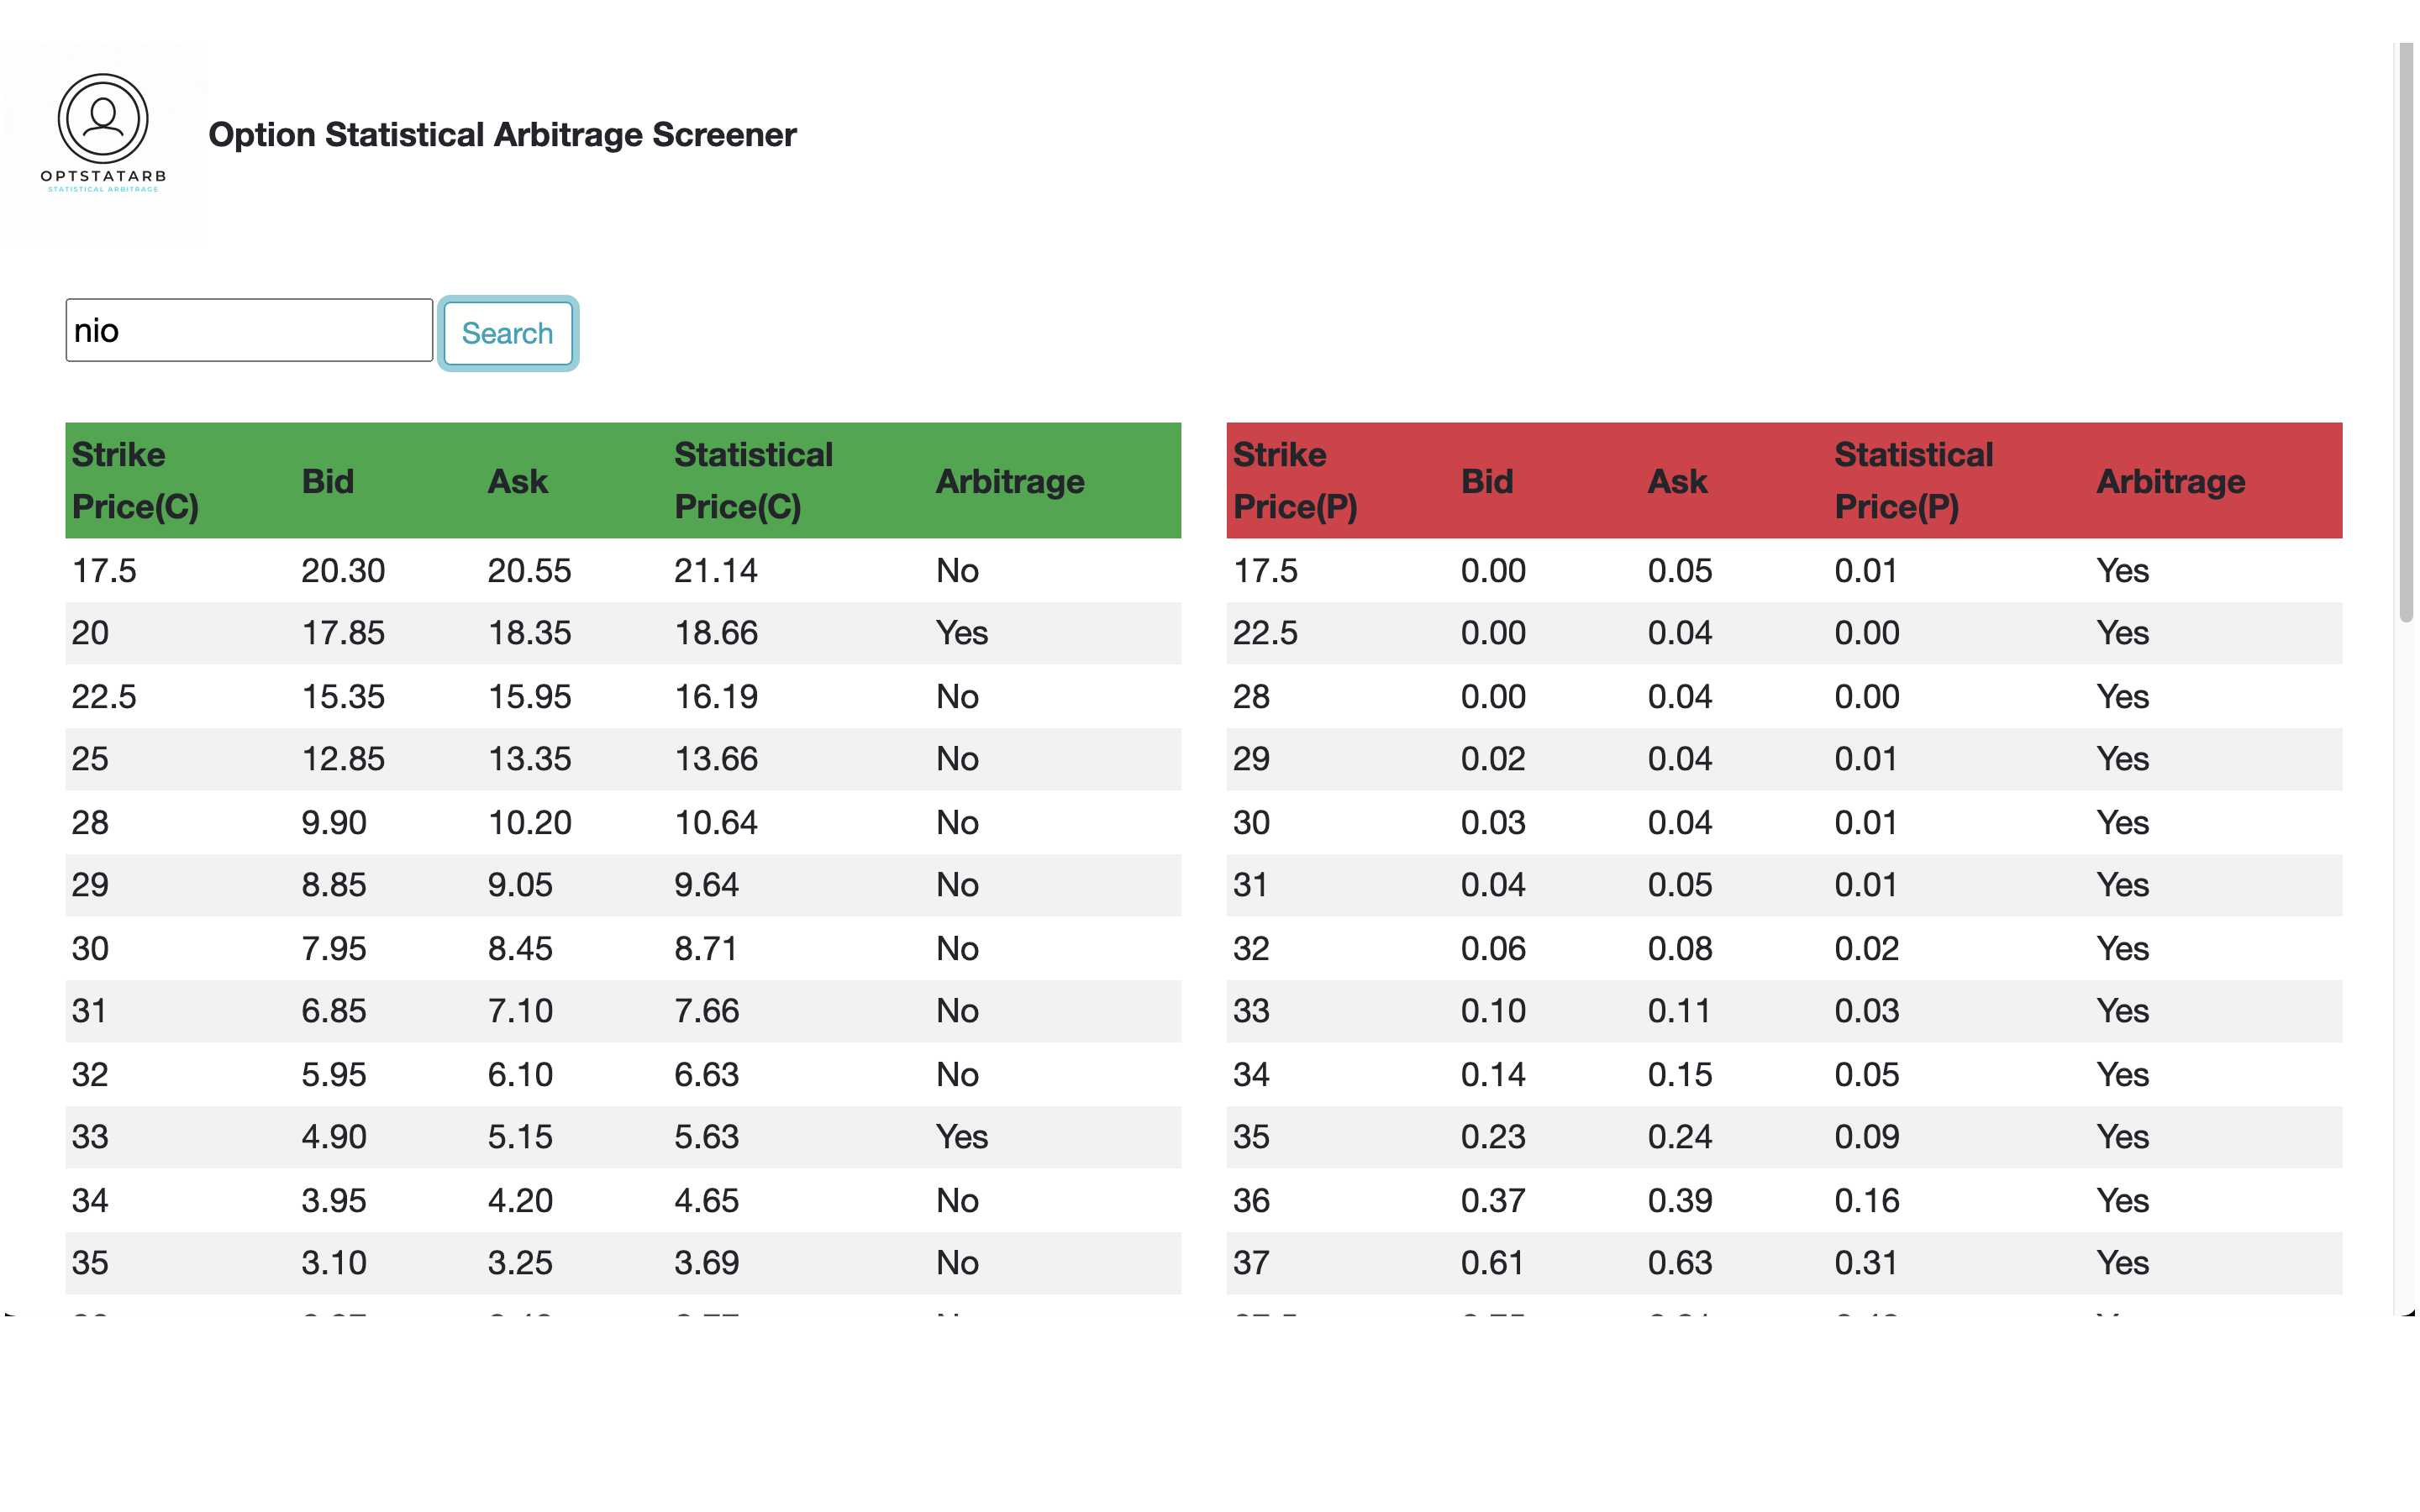 OPTSTATARB
STATISTICAL ARBITRAGE
Option Statistical Arbitrage Screener
nio Search
Strike Price(C) Bid Ask Statistical Price(C) Arbitrage
17.5 20.30 20.55 21.14 No
20 17.85 18.35 18.66 Yes
22.5 15.35 15.95 16.19 No
25 12.85 13.35 13.66 No
28 9.90 10.20 10.64 No
29 8.85 9.05 9.64 No
30 7.95 8.45 8.71 No
31 6.85 7.10 7.66 No
32 5.95 6.10 6.63 No
33 4.90 5.15 5.63 Yes
34 3.95 4.20 4.65 No
35 3.10 3.25 3.69 No
Strike Price(P) Bid Ask Statistical Price(P) Arbitrage
17.5 0.00 0.05 0.01 Yes
22.5 0.00 0.04 0.00 Yes
28 0.00 0.04 0.00 Yes
29 0.02 0.04 0.01 Yes
30 0.03 0.04 0.01 Yes
31 0.04 0.05 0.01 Yes
32 0.06 0.08 0.02 Yes
33 0.10 0.11 0.03 Yes
34 0.14 0.15 0.05 Yes
35 0.23 0.24 0.09 Yes
36 0.37 0.39 0.16 Yes
37 0.61 0.63 0.31 Yes